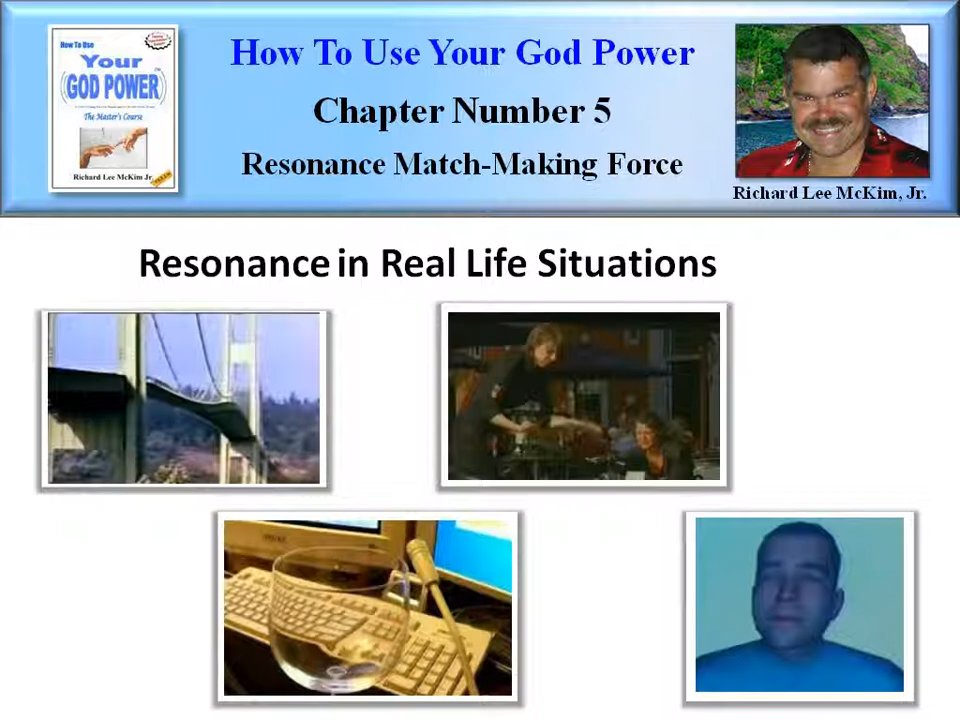 How To Use
Your
GOD POWER
The Master's Course
Richard Lee McKim Jr.
How To Use Your God Power
Chapter Number 5
Resonance Match-Making Force
Richard Lee McKim, Jr.
Resonance in Real Life Situations